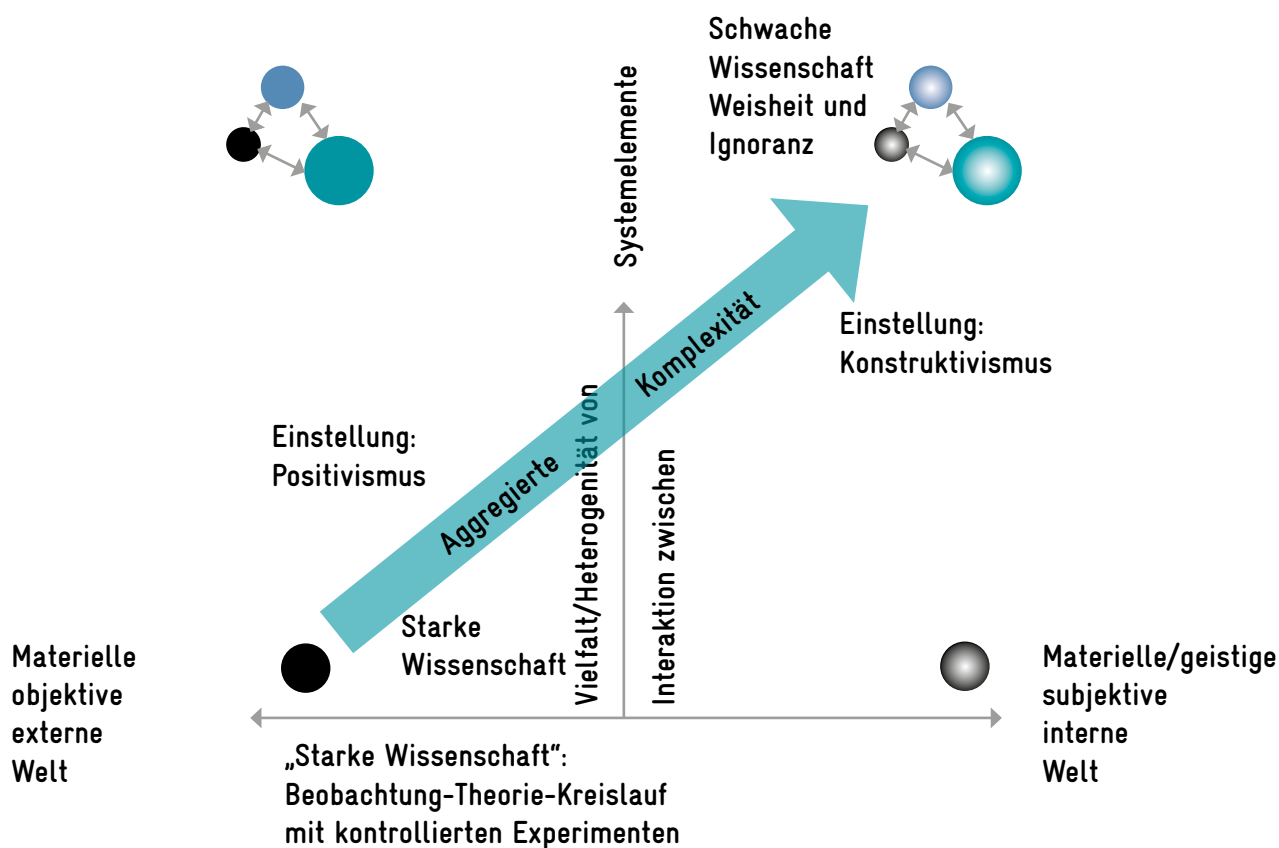 Schwache
Wissenschaft
Weisheit und
Ignoranz
Systemelemente
Einstellung:
Konstruktivismus
Komplexität
Einstellung:
Positivismus
Aggregierte
Vielfalt/Heterogenität von
Interaktion zwischen
Starke
Wissenschaft
Materielle
objektive
externe
Welt
Materielle/geistige
subjektive
interne
Welt
„Starke Wissenschaft“:
Beobachtung-Theorie-Kreislauf
mit kontrollierten Experimenten